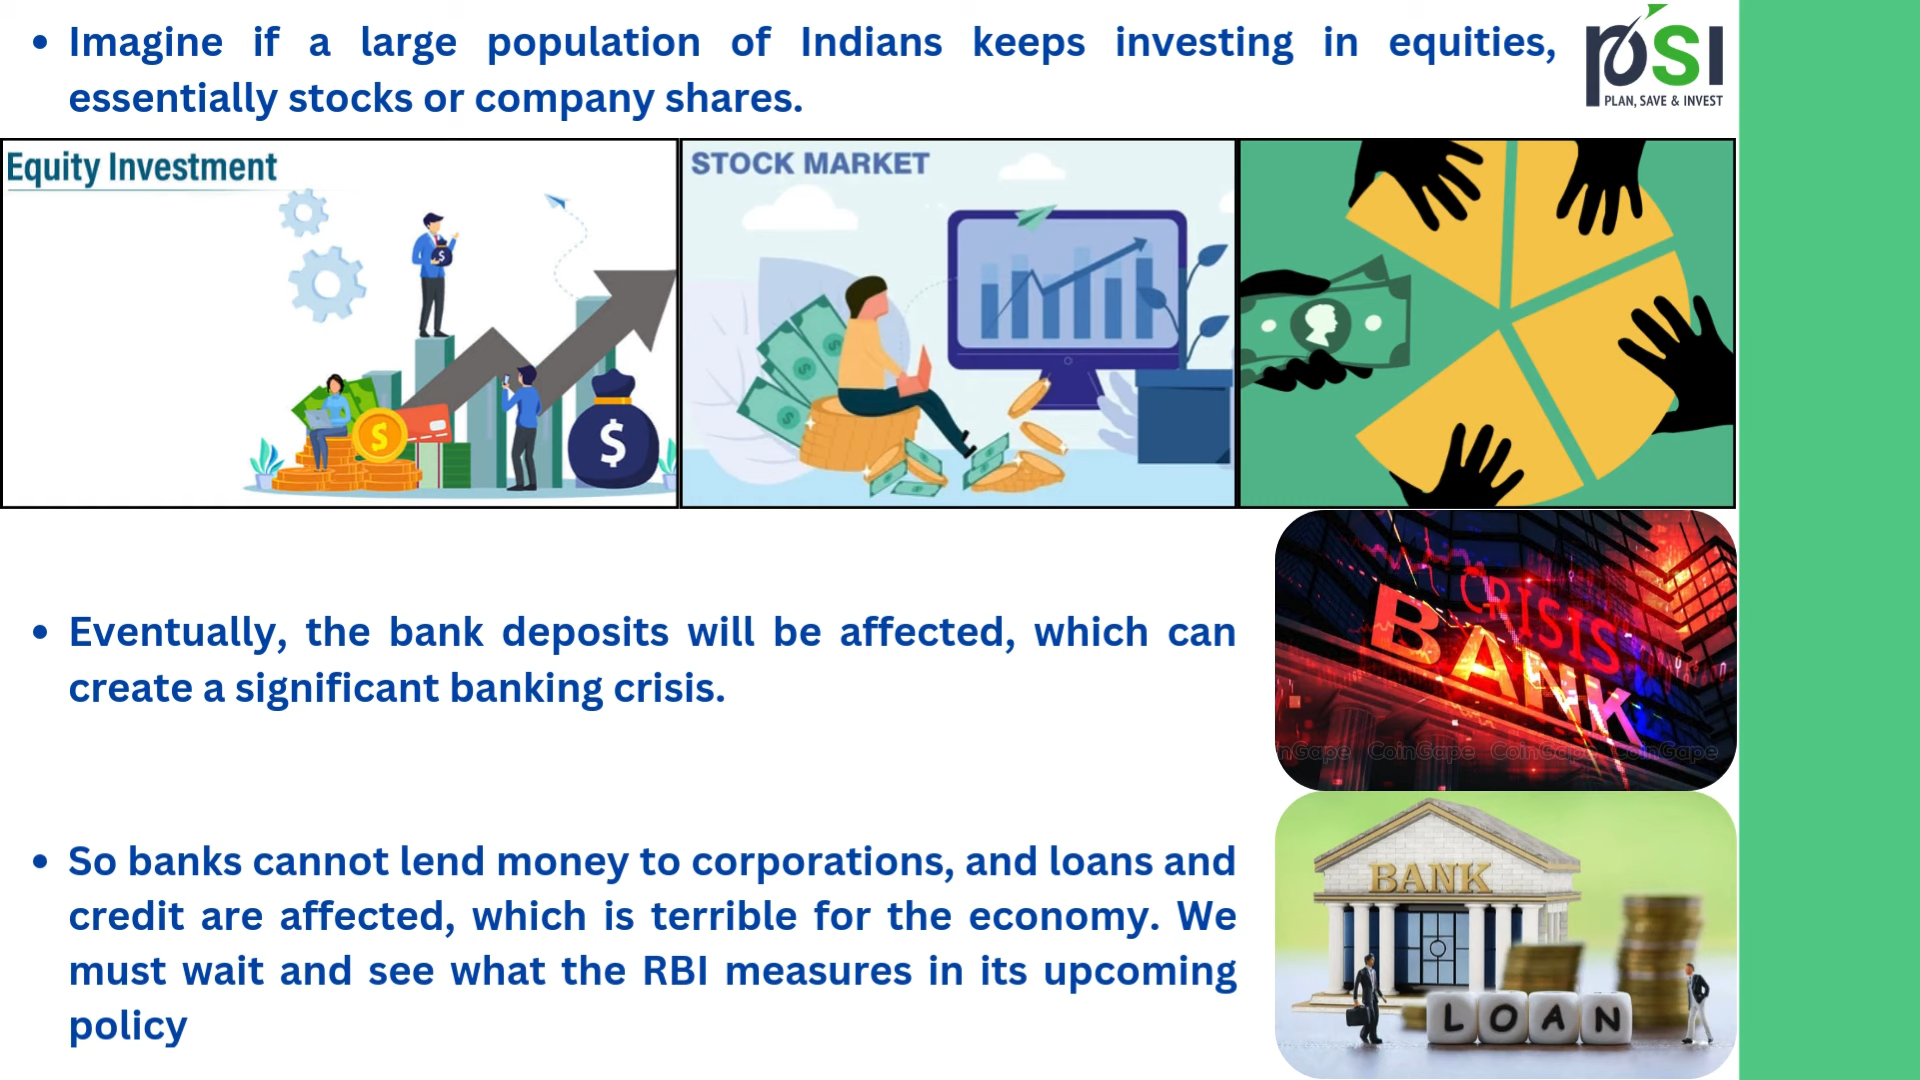 • Imagine if a large population of Indians keeps investing in equities,
essentially stocks or company shares.
pSI
PLAN, SAVE & INVEST
Equity Investment
STOCK MARKET
$
$
$
• Eventually, the bank deposits will be affected, which can
create a significant banking crisis.
CRISIS
BANK
CoinGape CoinGape CoinGape
• So banks cannot lend money to corporations, and loans and
credit are affected, which is terrible for the economy. We
must wait and see what the RBI measures in its upcoming
policy
BANK
LOAN